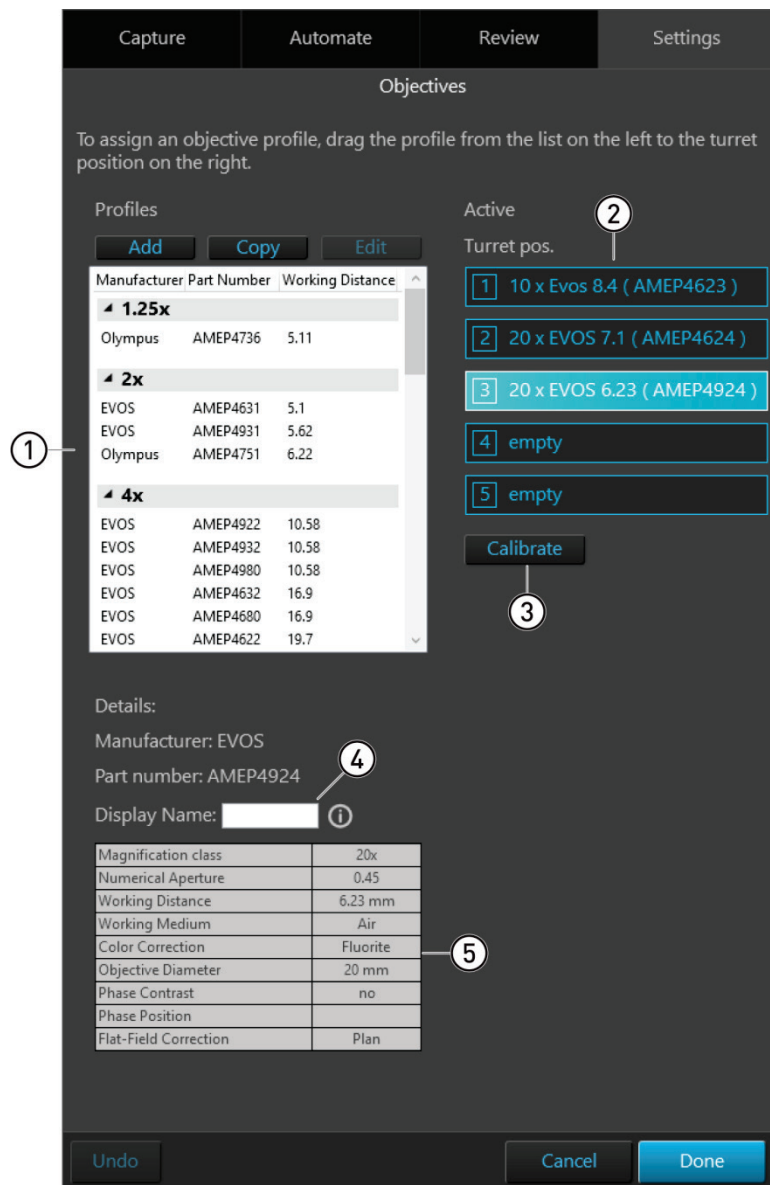 Capture Automate Review Settings
Objectives
To assign an objective profile, drag the profile from the list on the left to the turret
position on the right.
Profiles
Add Copy Edit
Manufacturer Part Number Working Distance
1.25x
Olympus AMEP4736 5.11
2x
EVOS AMEP4631 5.1
EVOS AMEP4931 5.62
Olympus AMEP4751 6.22
4x
EVOS AMEP4922 10.58
EVOS AMEP4932 10.58
EVOS AMEP4980 10.58
EVOS AMEP4632 16.9
EVOS AMEP4680 16.9
EVOS AMEP4622 19.7
1
Active
2
Turret pos.
1 10 x Evos 8.4 ( AMEP4623 )
2 20 x EVOS 7.1 ( AMEP4624 )
3 20 x EVOS 6.23 ( AMEP4924 )
4 empty
5 empty
Calibrate
3
Details:
Manufacturer: EVOS
Part number: AMEP4924
4
Display Name:
Magnification class 20x
Numerical Aperture 0.45
Working Distance 6.23 mm
Working Medium Air
Color Correction Fluorite
Objective Diameter 20 mm
Phase Contrast no
Phase Position
Flat-Field Correction Plan
5
Undo Cancel Done